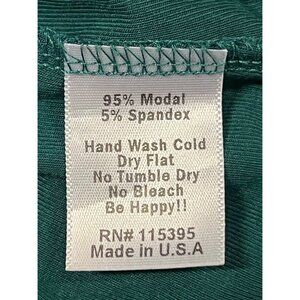 95% Modal
5% Spandex
Hand Wash Cold
Dry Flat
No Tumble Dry
No Bleach
Be Happy!!
RN# 115395
Made in U.S.A